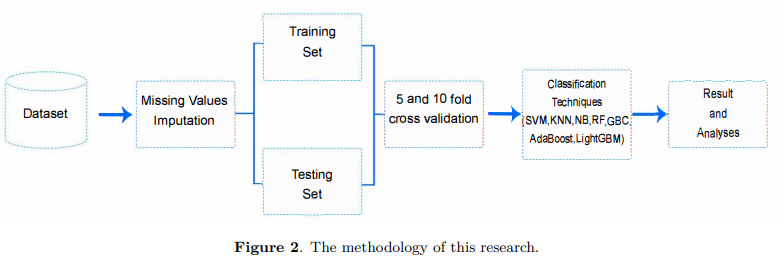 Dataset
Missing Values
Imputation
Training
Set
Testing
Set
5 and 10 fold
cross validation
Classification
Techniques
(SVM,KNN,NB,RF,GBC,
AdaBoost,LightGBM)
Result
and
Analyses
Figure 2. The methodology of this research.